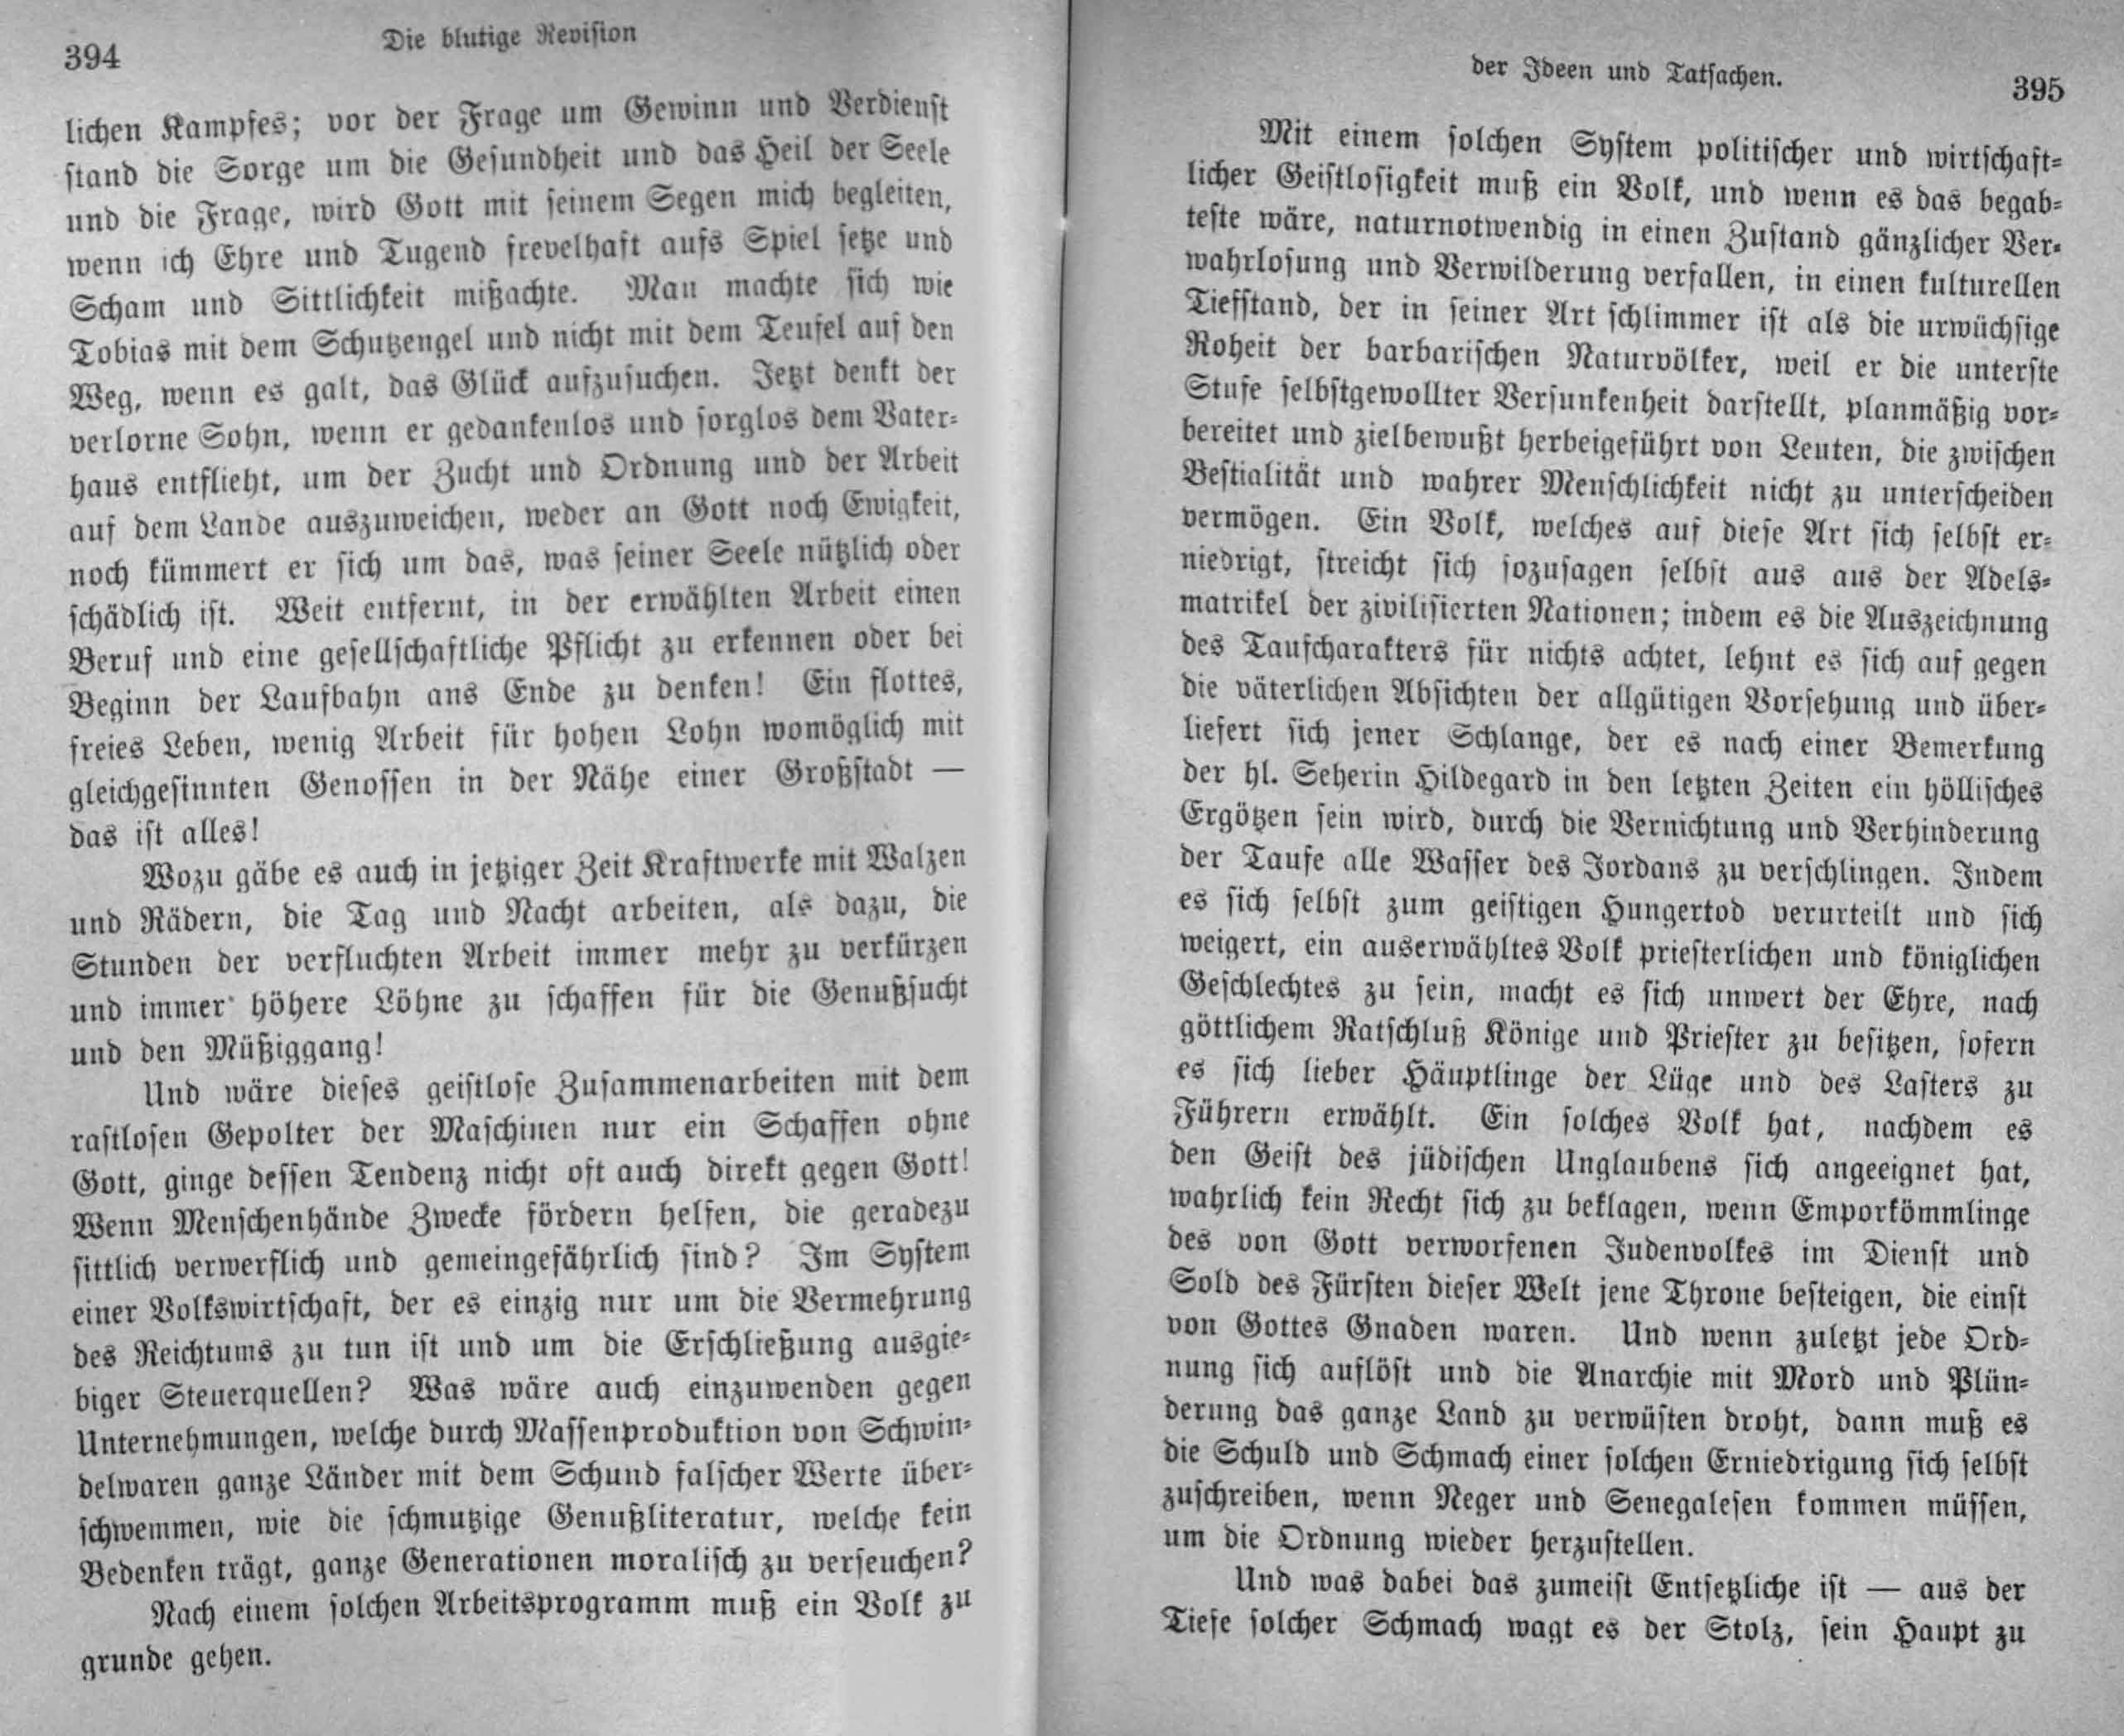 394
Die blutige Revision
lichen Kampfes; vor der Frage um Gewinn und Verdienst
stand die Sorge um die Gesundheit und das Heil der Seele
und die Frage, wird Gott mit seinem Segen mich begleiten,
wenn ich Ehre und Tugend frevelhaft aufs Spiel setze und
Scham und Sittlichkeit mißachte. Man machte sich wie
Tobias mit dem Schutzengel und nicht mit dem Teufel auf den
Weg, wenn es galt, das Glück aufzusuchen. Jetzt denkt der
verlorne Sohn, wenn er gedankenlos und sorglos dem Vater-
haus entflieht, um der Zucht und Ordnung und der Arbeit
auf dem Lande auszuweichen, weder an Gott noch Ewigkeit,
noch kümmert er sich um das, was seiner Seele nützlich oder
schädlich ist. Weit entfernt, in der erwählten Arbeit einen
Beruf und eine gesellschaftliche Pflicht zu erkennen oder bei
Beginn der Laufbahn ans Ende zu denken! Ein flottes,
freies Leben, wenig Arbeit für hohen Lohn womöglich mit
gleichgesinnten Genossen in der Nähe einer Großstadt —
das ist alles!
Wozu gäbe es auch in jetziger Zeit Kraftwerke mit Walzen
und Rädern, die Tag und Nacht arbeiten, als dazu, die
Stunden der verfluchten Arbeit immer mehr zu verkürzen
und immer höhere Löhne zu schaffen für die Genußsucht
und den Müßiggang!
Und wäre dieses geistlose Zusammenarbeiten mit dem
rastlosen Gepolter der Maschinen nur ein Schaffen ohne
Gott, ginge dessen Tendenz nicht oft auch direkt gegen Gott!
Wenn Menschenhände Zwecke fördern helfen, die geradezu
sittlich verwerflich und gemeingefährlich sind? Im System
einer Volkswirtschaft, der es einzig nur um die Vermehrung
des Reichtums zu tun ist und um die Erschließung ausgie-
biger Steuerquellen? Was wäre auch einzuwenden gegen
Unternehmungen, welche durch Massenproduktion von Schwin-
delwaren ganze Länder mit dem Schund falscher Werte über-
schwemmen, wie die schmutzige Genußliteratur, welche kein
Bedenken trägt, ganze Generationen moralisch zu verseuchen?
Nach einem solchen Arbeitsprogramm muß ein Volk zu
grunde gehen.
der Ideen und Tatsachen.
395
Mit einem solchen System politischer und wirtschaft-
licher Geistlosigkeit muß ein Volk, und wenn es das begab-
teste wäre, naturnotwendig in einen Zustand gänzlicher Ver-
wahrlosung und Verwilderung verfallen, in einen kulturellen
Tiefstand, der in seiner Art schlimmer ist als die urwüchsige
Roheit der barbarischen Naturvölker, weil er die unterste
Stufe selbstgewollter Versunkenheit darstellt, planmäßig vor-
bereitet und zielbewußt herbeigeführt von Leuten, die zwischen
Bestialität und wahrer Menschlichkeit nicht zu unterscheiden
vermögen. Ein Volk, welches auf diese Art sich selbst er-
niedrigt, streicht sich sozusagen selbst aus aus der Adels-
matrikel der zivilisierten Nationen; indem es die Auszeichnung
des Taufcharakters für nichts achtet, lehnt es sich auf gegen
die väterlichen Absichten der allgütigen Vorsehung und über-
liefert sich jener Schlange, der es nach einer Bemerkung
der hl. Seherin Hildegard in den letzten Zeiten ein höllisches
Ergötzen sein wird, durch die Vernichtung und Verhinderung
der Taufe alle Wasser des Jordans zu verschlingen. Indem
es sich selbst zum geistigen Hungertod verurteilt und sich
weigert, ein auserwähltes Volk priesterlichen und königlichen
Geschlechtes zu sein, macht es sich unwert der Ehre, nach
göttlichem Ratschluß Könige und Priester zu besitzen, sofern
es sich lieber Häuptlinge der Lüge und des Lasters zu
Führern erwählt. Ein solches Volk hat, nachdem es
den Geist des jüdischen Unglaubens sich angeeignet hat,
wahrlich kein Recht sich zu beklagen, wenn Emporkömmlinge
des von Gott verworfenen Judenvolkes im Dienst und
Sold des Fürsten dieser Welt jene Throne besteigen, die einst
von Gottes Gnaden waren. Und wenn zuletzt jede Ord-
nung sich auflöst und die Anarchie mit Mord und Plün-
derung das ganze Land zu verwüsten droht, dann muß es
die Schuld und Schmach einer solchen Erniedrigung sich selbst
zuschreiben, wenn Neger und Senegalesen kommen müssen,
um die Ordnung wieder herzustellen.
Und was dabei das zumeist Entsetzliche ist — aus der
Tiefe solcher Schmach wagt es der Stolz, sein Haupt zu